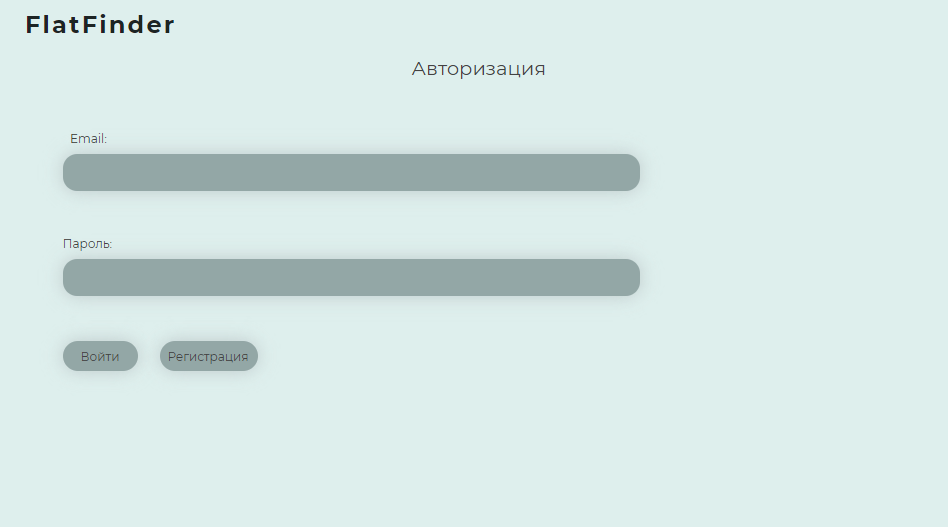 FlatFinder
Авторизация
Email:
Пароль:
Войти Регистрация